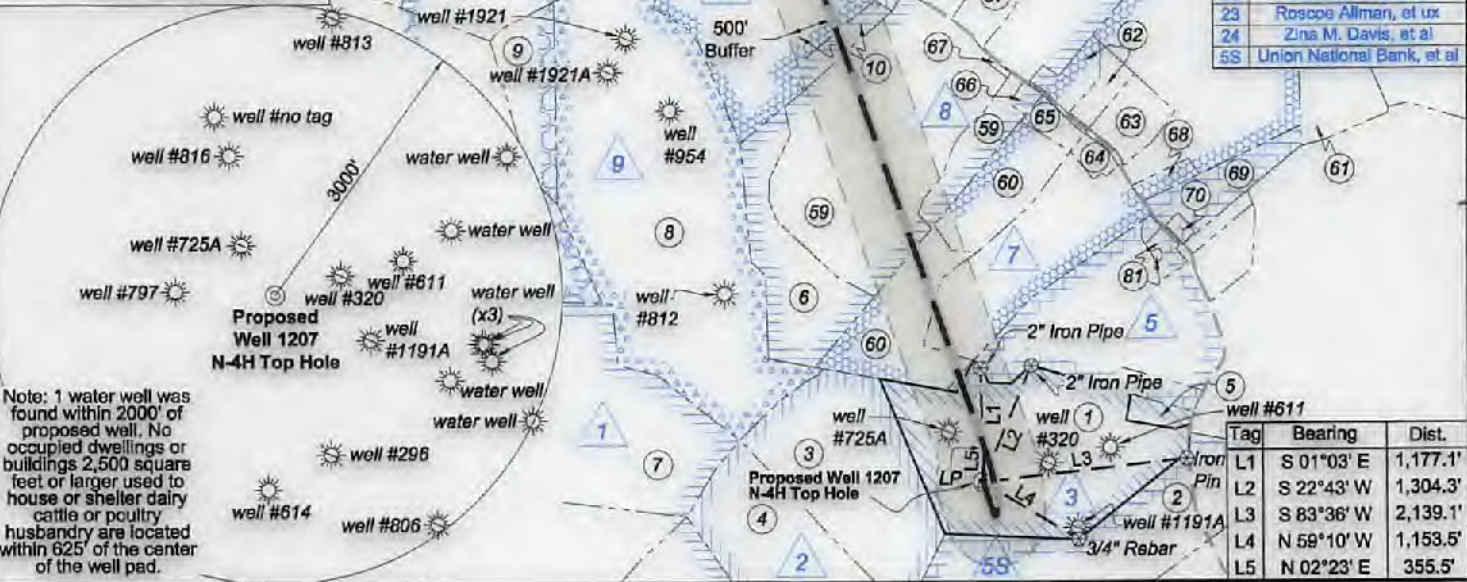 well #813
well #1921
well #1921A
9
well #no tag
well #816
3000'
water well
well #725A
water well
well #797
well #320
well #611
water well
(x3)
Proposed
Well 1207
N-4H Top Hole
well
#1191A
water well
water well
well #296
well #614
well #806
Note: 1 water well was
found within 2000' of
proposed well. No
occupied dwellings or
buildings 2,500 square
feet or larger used to
house or shelter dairy
cattle or poultry
husbandry are located
within 625' of the center
of the well pad.
500'
Buffer
10
well
#954
9
8
59
well
#812
6
60
1
7
3
4
2
67
66
59
8
65
62
63
64
68
60
69
61
70
7
81
5
2" Iron Pipe
2" Iron Pipe
5
well
#725A
L1
L2
well
#320
1
well #611
Proposed Well 1207
N-4H Top Hole
LP
L5
L3
L4
Iron
Pin
3
2
well #1191A
3/4" Rebar
5S
23 Roscoe Allman, et ux
24 Zina M. Davis, et al
5S Union National Bank, et al
Tag Bearing Dist.
L1 S 01°03' E 1,177.1'
L2 S 22°43' W 1,304.3'
L3 S 83°36' W 2,139.1'
L4 N 59°10' W 1,153.5'
L5 N 02°23' E 355.5'